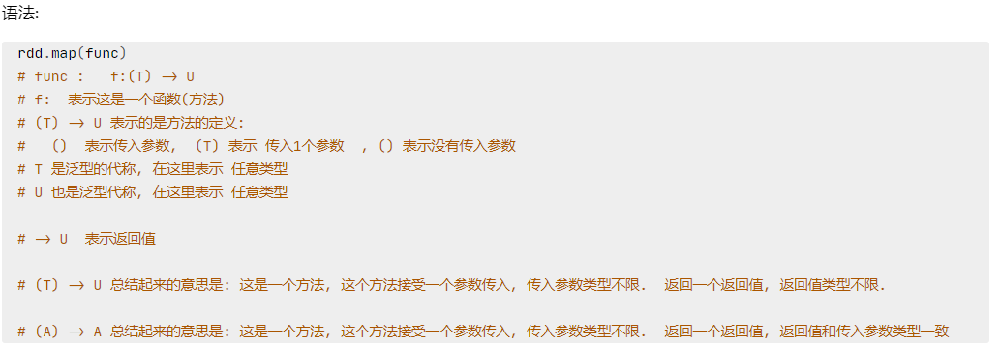 语法:
rdd.map(func)
# func :   f:(T) -> U
# f:  表示这是一个函数(方法)
# (T) -> U 表示的是方法的定义:
#   ()  表示传入参数,  (T) 表示 传入1个参数  , () 表示没有传入参数
# T 是泛型的代称, 在这里表示 任意类型
# U 也是泛型代称, 在这里表示 任意类型
# -> U  表示返回值
# (T) -> U 总结起来的意思是: 这是一个方法, 这个方法接受一个参数传入, 传入参数类型不限.  返回一个返回值, 返回值类型不限.
# (A) -> A 总结起来的意思是: 这是一个方法, 这个方法接受一个参数传入, 传入参数类型不限.  返回一个返回值, 返回值和传入参数类型一致